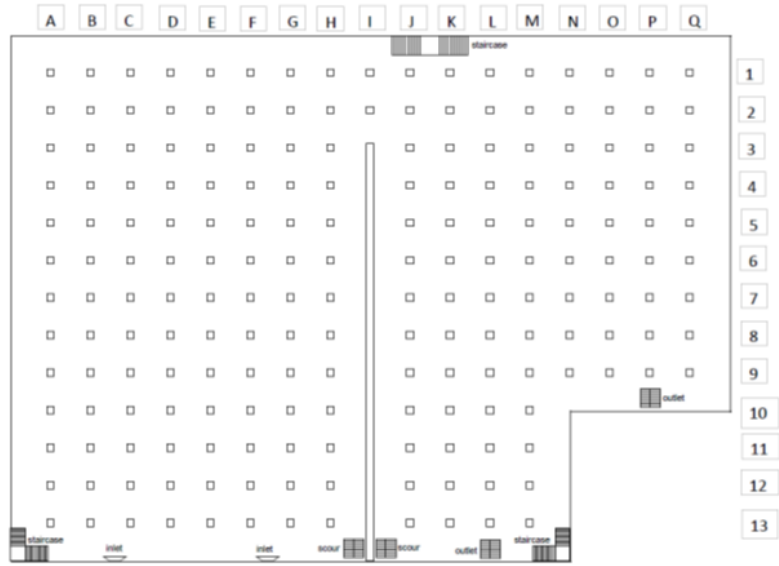 A B C D E F G H I J K L M N O P Q
staircase
1
2
3
4
5
6
7
8
9
outlet
10
11
12
13
staircase
inlet
inlet
scour
scour
outlet
staircase